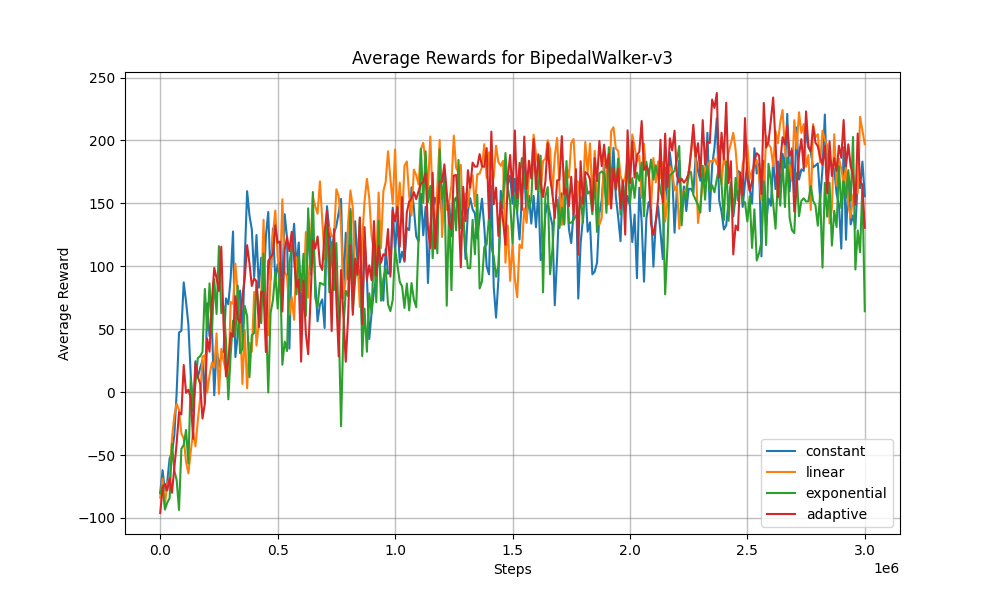 Average Rewards for BipedalWalker-v3
Average Reward
250
200
150
100
50
0
−50
−100
0.0 0.5 1.0 1.5 2.0 2.5 3.0
1e6
Steps
constant
linear
exponential
adaptive